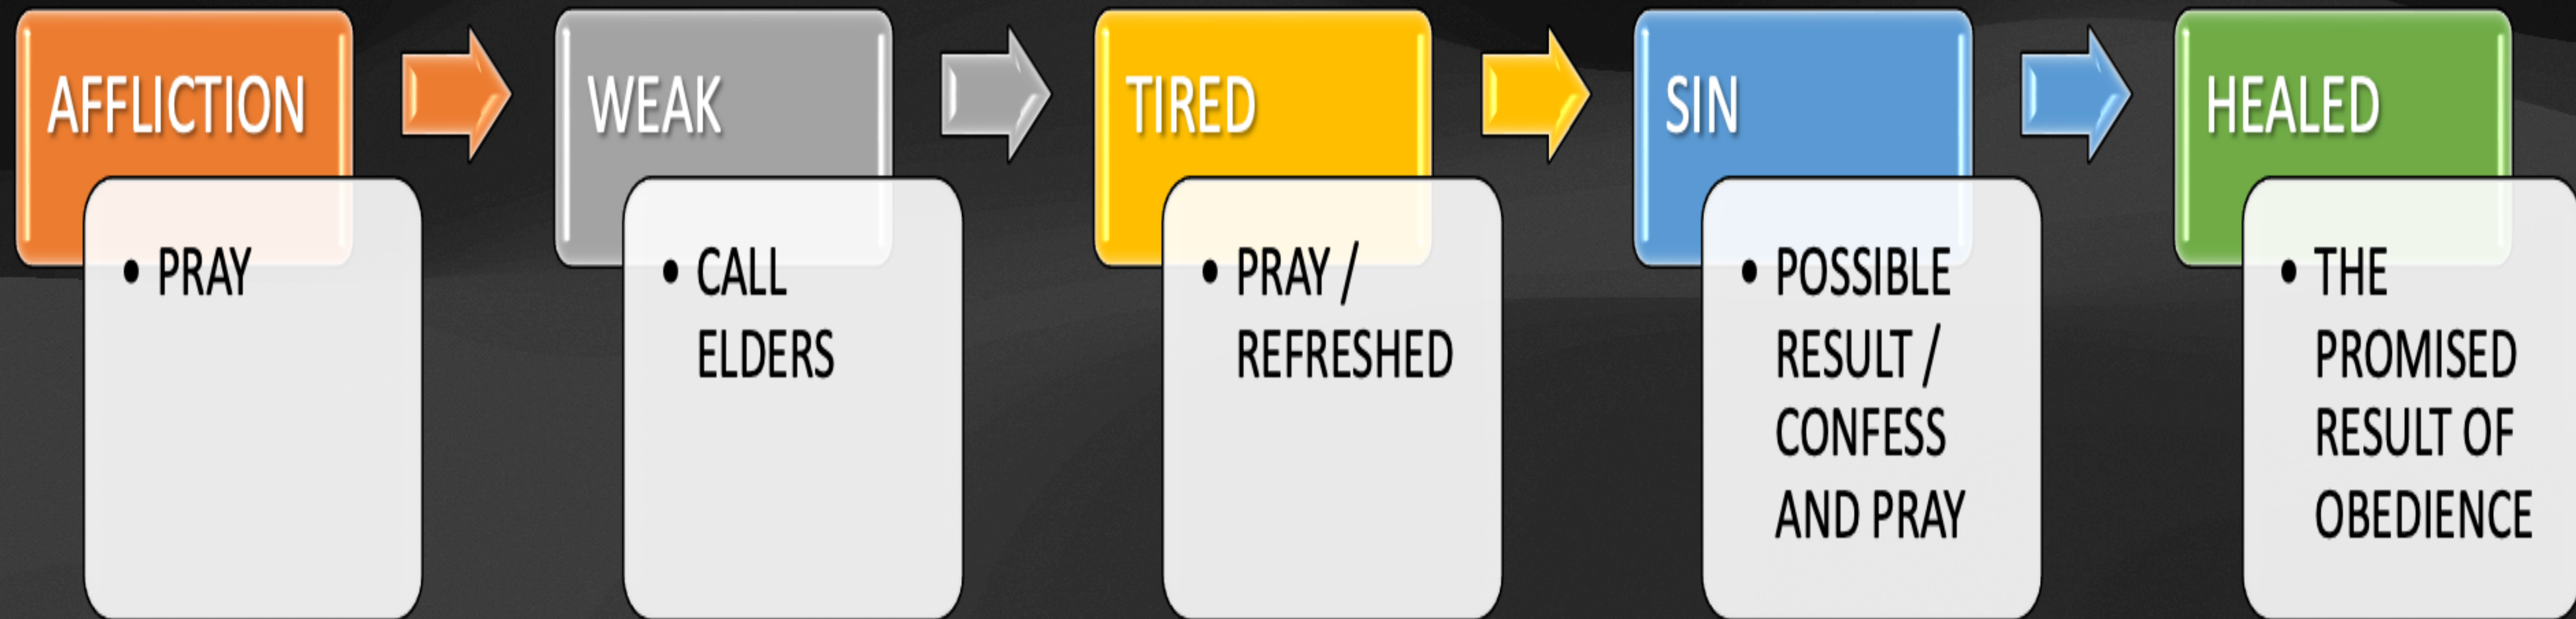 AFFLICTION
• PRAY
WEAK
• CALL
ELDERS
TIRED
• PRAY /
REFRESHED
SIN
• POSSIBLE
RESULT /
CONFESS
AND PRAY
HEALED
• THE
PROMISED
RESULT OF
OBEDIENCE